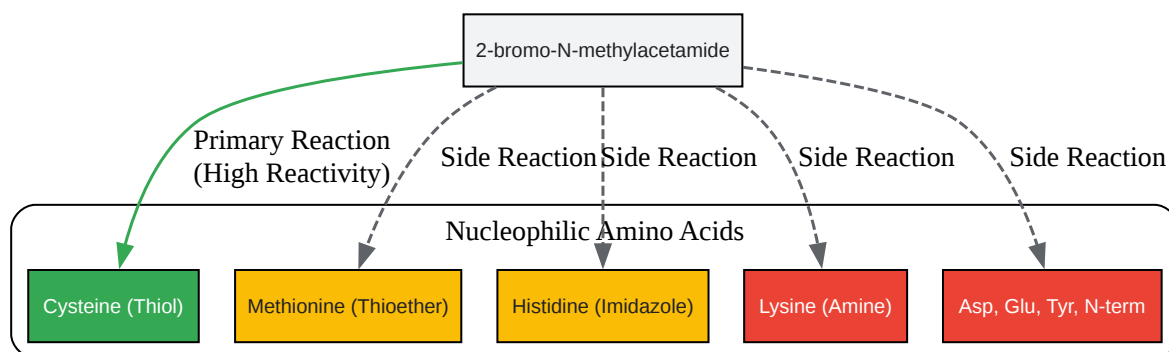 2-bromo-N-methylacetamide
Primary Reaction
(High Reactivity)
Side Reaction
Side Reaction
Side Reaction
Side Reaction
Nucleophilic Amino Acids
Cysteine (Thiol)
Methionine (Thioether)
Histidine (Imidazole)
Lysine (Amine)
Asp, Glu, Tyr, N-term